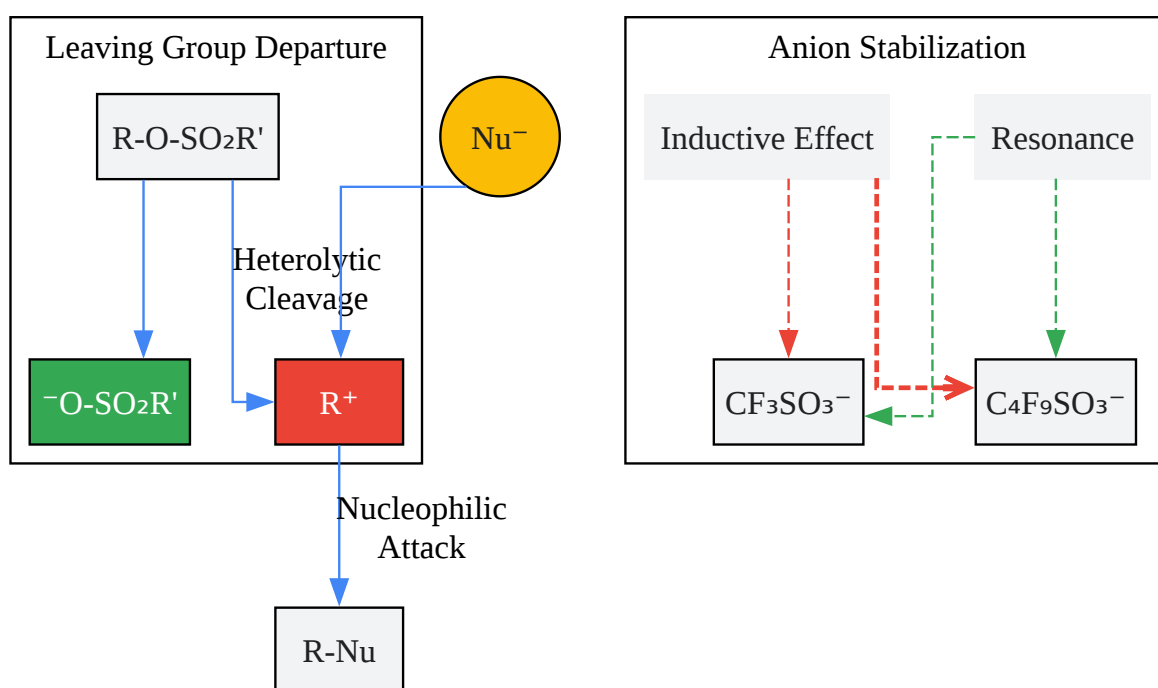 Leaving Group Departure
R-O-SO₂R'
Nu⁻
Heterolytic
Cleavage
⁻O-SO₂R'
R⁺
Nucleophilic
Attack
R-Nu
Anion Stabilization
Inductive Effect
Resonance
CF₃SO₃⁻
C₄F₉SO₃⁻